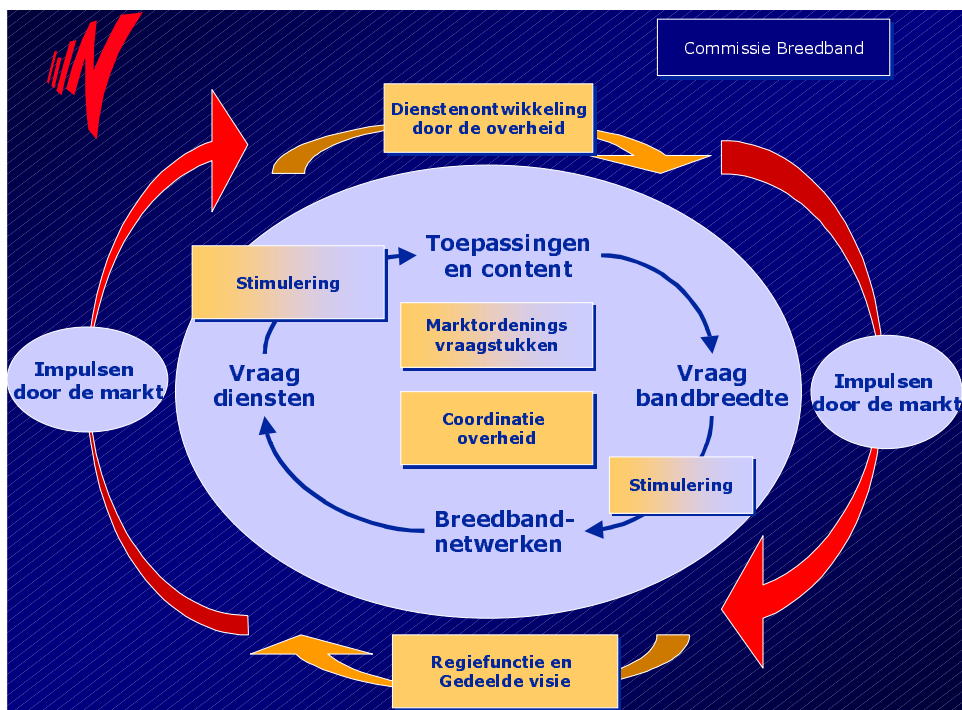 Commissie Breedband
Dienstenontwikkeling
door de overheid
Toepassingen
en content
Stimulering
Marktordenings
vraagstukken
Impulsen
door de markt
Vraag
diensten
Vraag
bandbreedte
Impulsen
door de markt
Coordinatie
overheid
Stimulering
Breedband-
netwerken
Regiefunctie en
Gedeelde visie